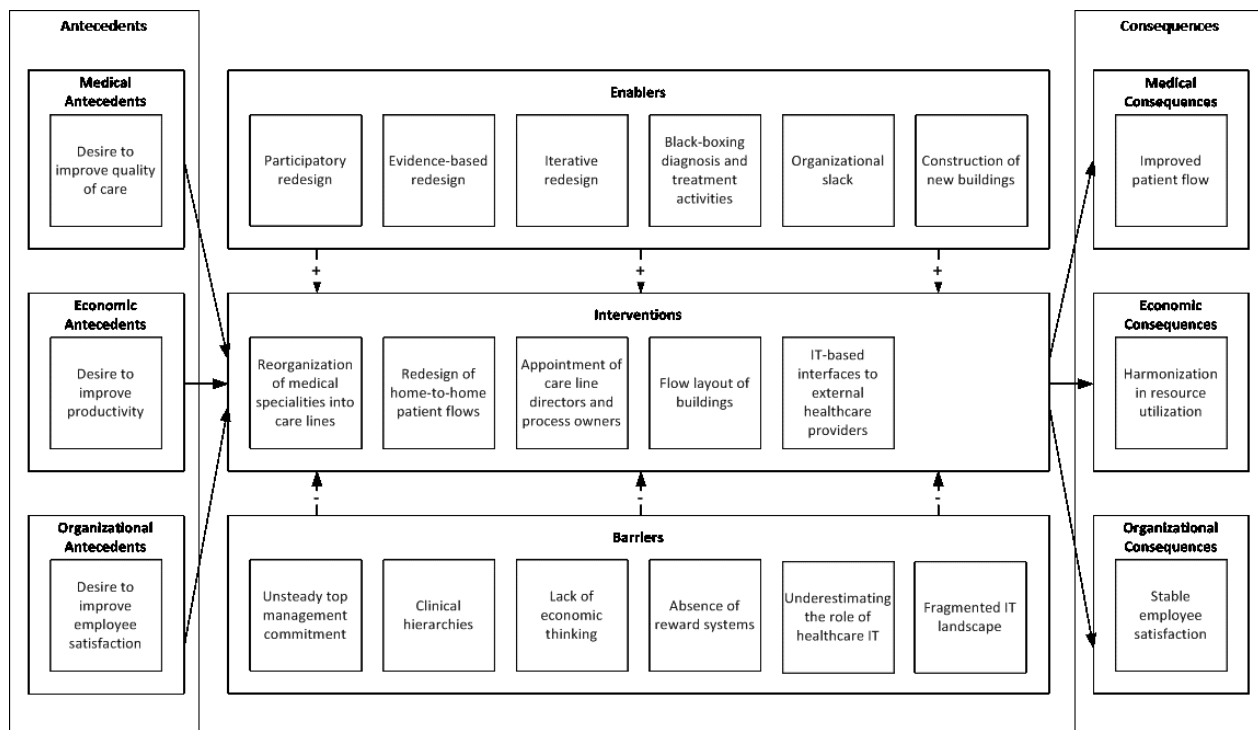 Antecedents
Medical
Antecedents
Desire to
improve quality
of care
Economic
Antecedents
Desire to
improve
productivity
Organizational
Antecedents
Desire to
improve
employee
satisfaction
Enablers
Participatory
redesign
Evidence-based
redesign
Iterative
redesign
Black-boxing
diagnosis and
treatment
activities
Organizational
slack
Construction of
new buildings
+
+
+
Interventions
Reorganization
of medical
specialities into
care lines
Redesign of
home-to-home
patient flows
Appointment of
care line
directors and
process owners
Flow layout of
buildings
IT-based
interfaces to
external
healthcare
providers
-
-
-
Barriers
Unsteady top
management
commitment
Clinical
hierarchies
Lack of
economic
thinking
Absence of
reward systems
Underestimating
the role of
healthcare IT
Fragmented IT
landscape
Consequences
Medical
Consequences
Improved
patient flow
Economic
Consequences
Harmonization
in resource
utilization
Organizational
Consequences
Stable
employee
satisfaction